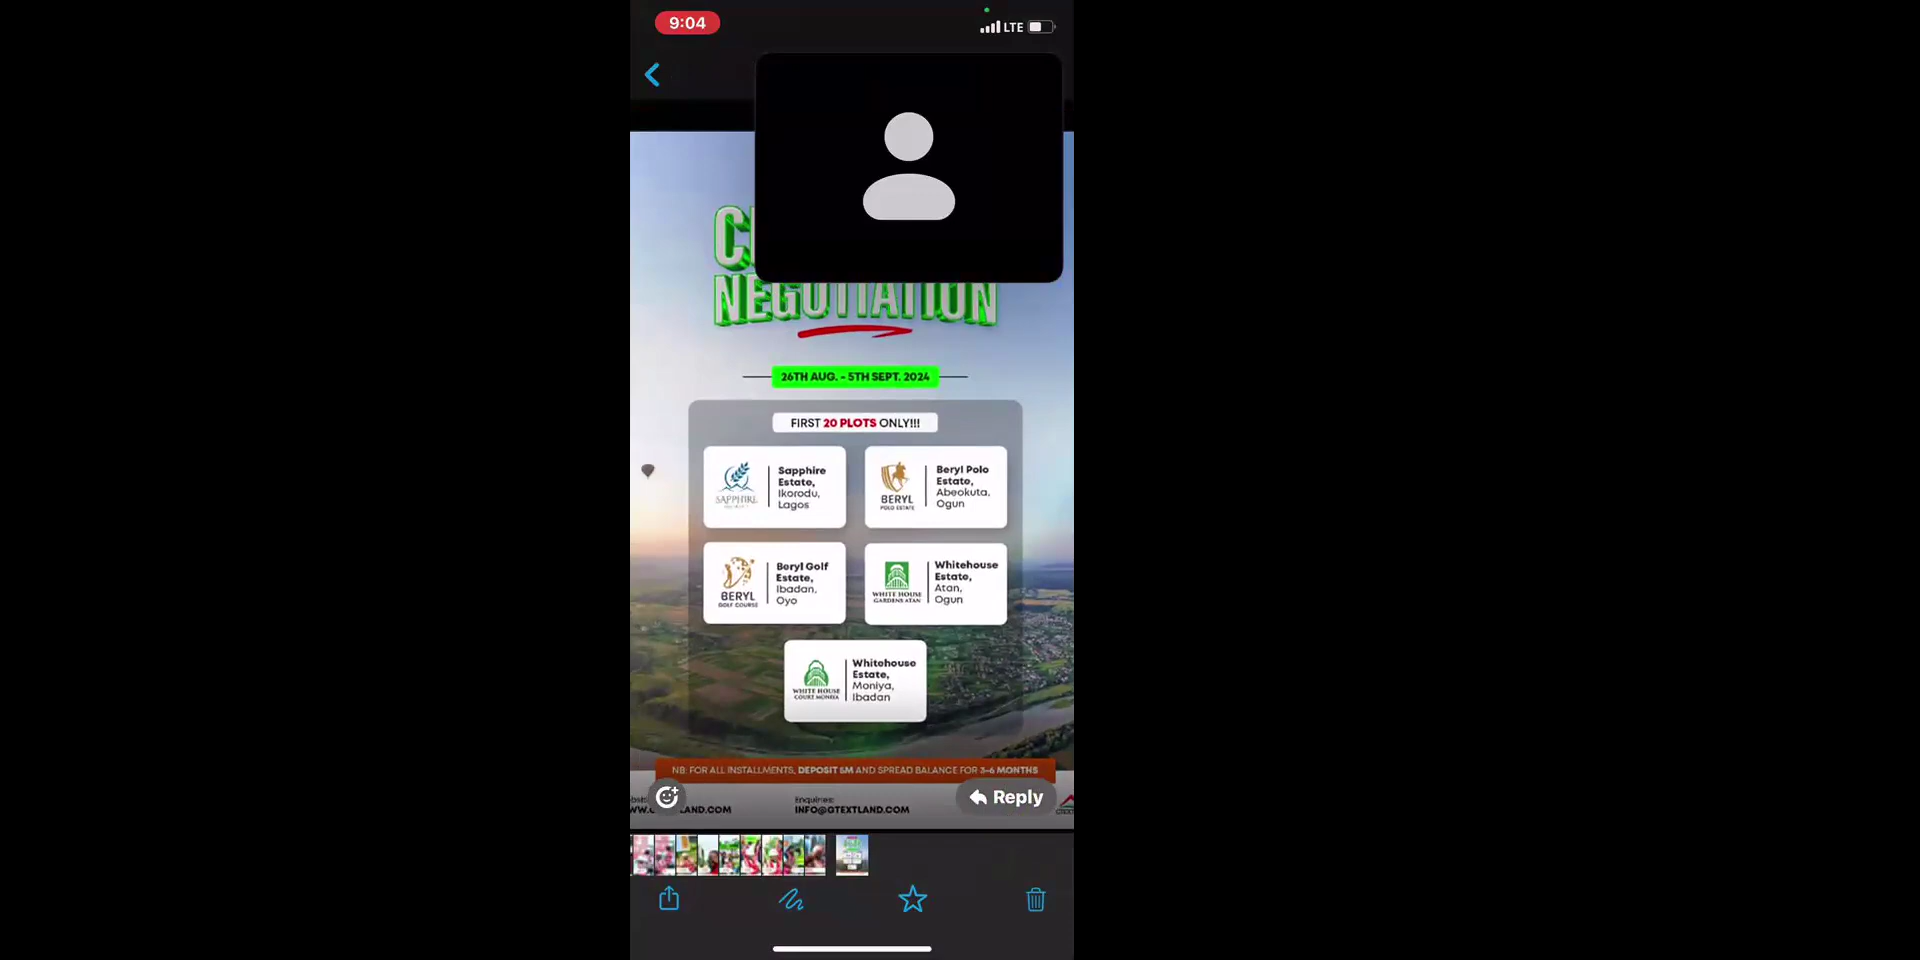 9:04
LTE
NEGOTIATION
26TH AUG. - 5TH SEPT. 2024
FIRST 20 PLOTS ONLY!!!
SAPPHIRE
Sapphire
Estate,
Ikorodu,
Lagos
BERYL
POLO ESTATE
Beryl Polo
Estate,
Abeokuta,
Ogun
BERYL
GOLF COURSE
Beryl Golf
Estate,
Ibadan,
Oyo
WHITE HOUSE
GARDENS ATAN
Whitehouse
Estate,
Atan,
Ogun
WHITE HOUSE
COURT MONIYA
Whitehouse
Estate,
Moniya,
Ibadan
NB: FOR ALL INSTALLMENTS, DEPOSIT 5M AND SPREAD BALANCE FOR 3-6 MONTHS
Enquiries:
INFO@GTEXTLAND.COM
Reply